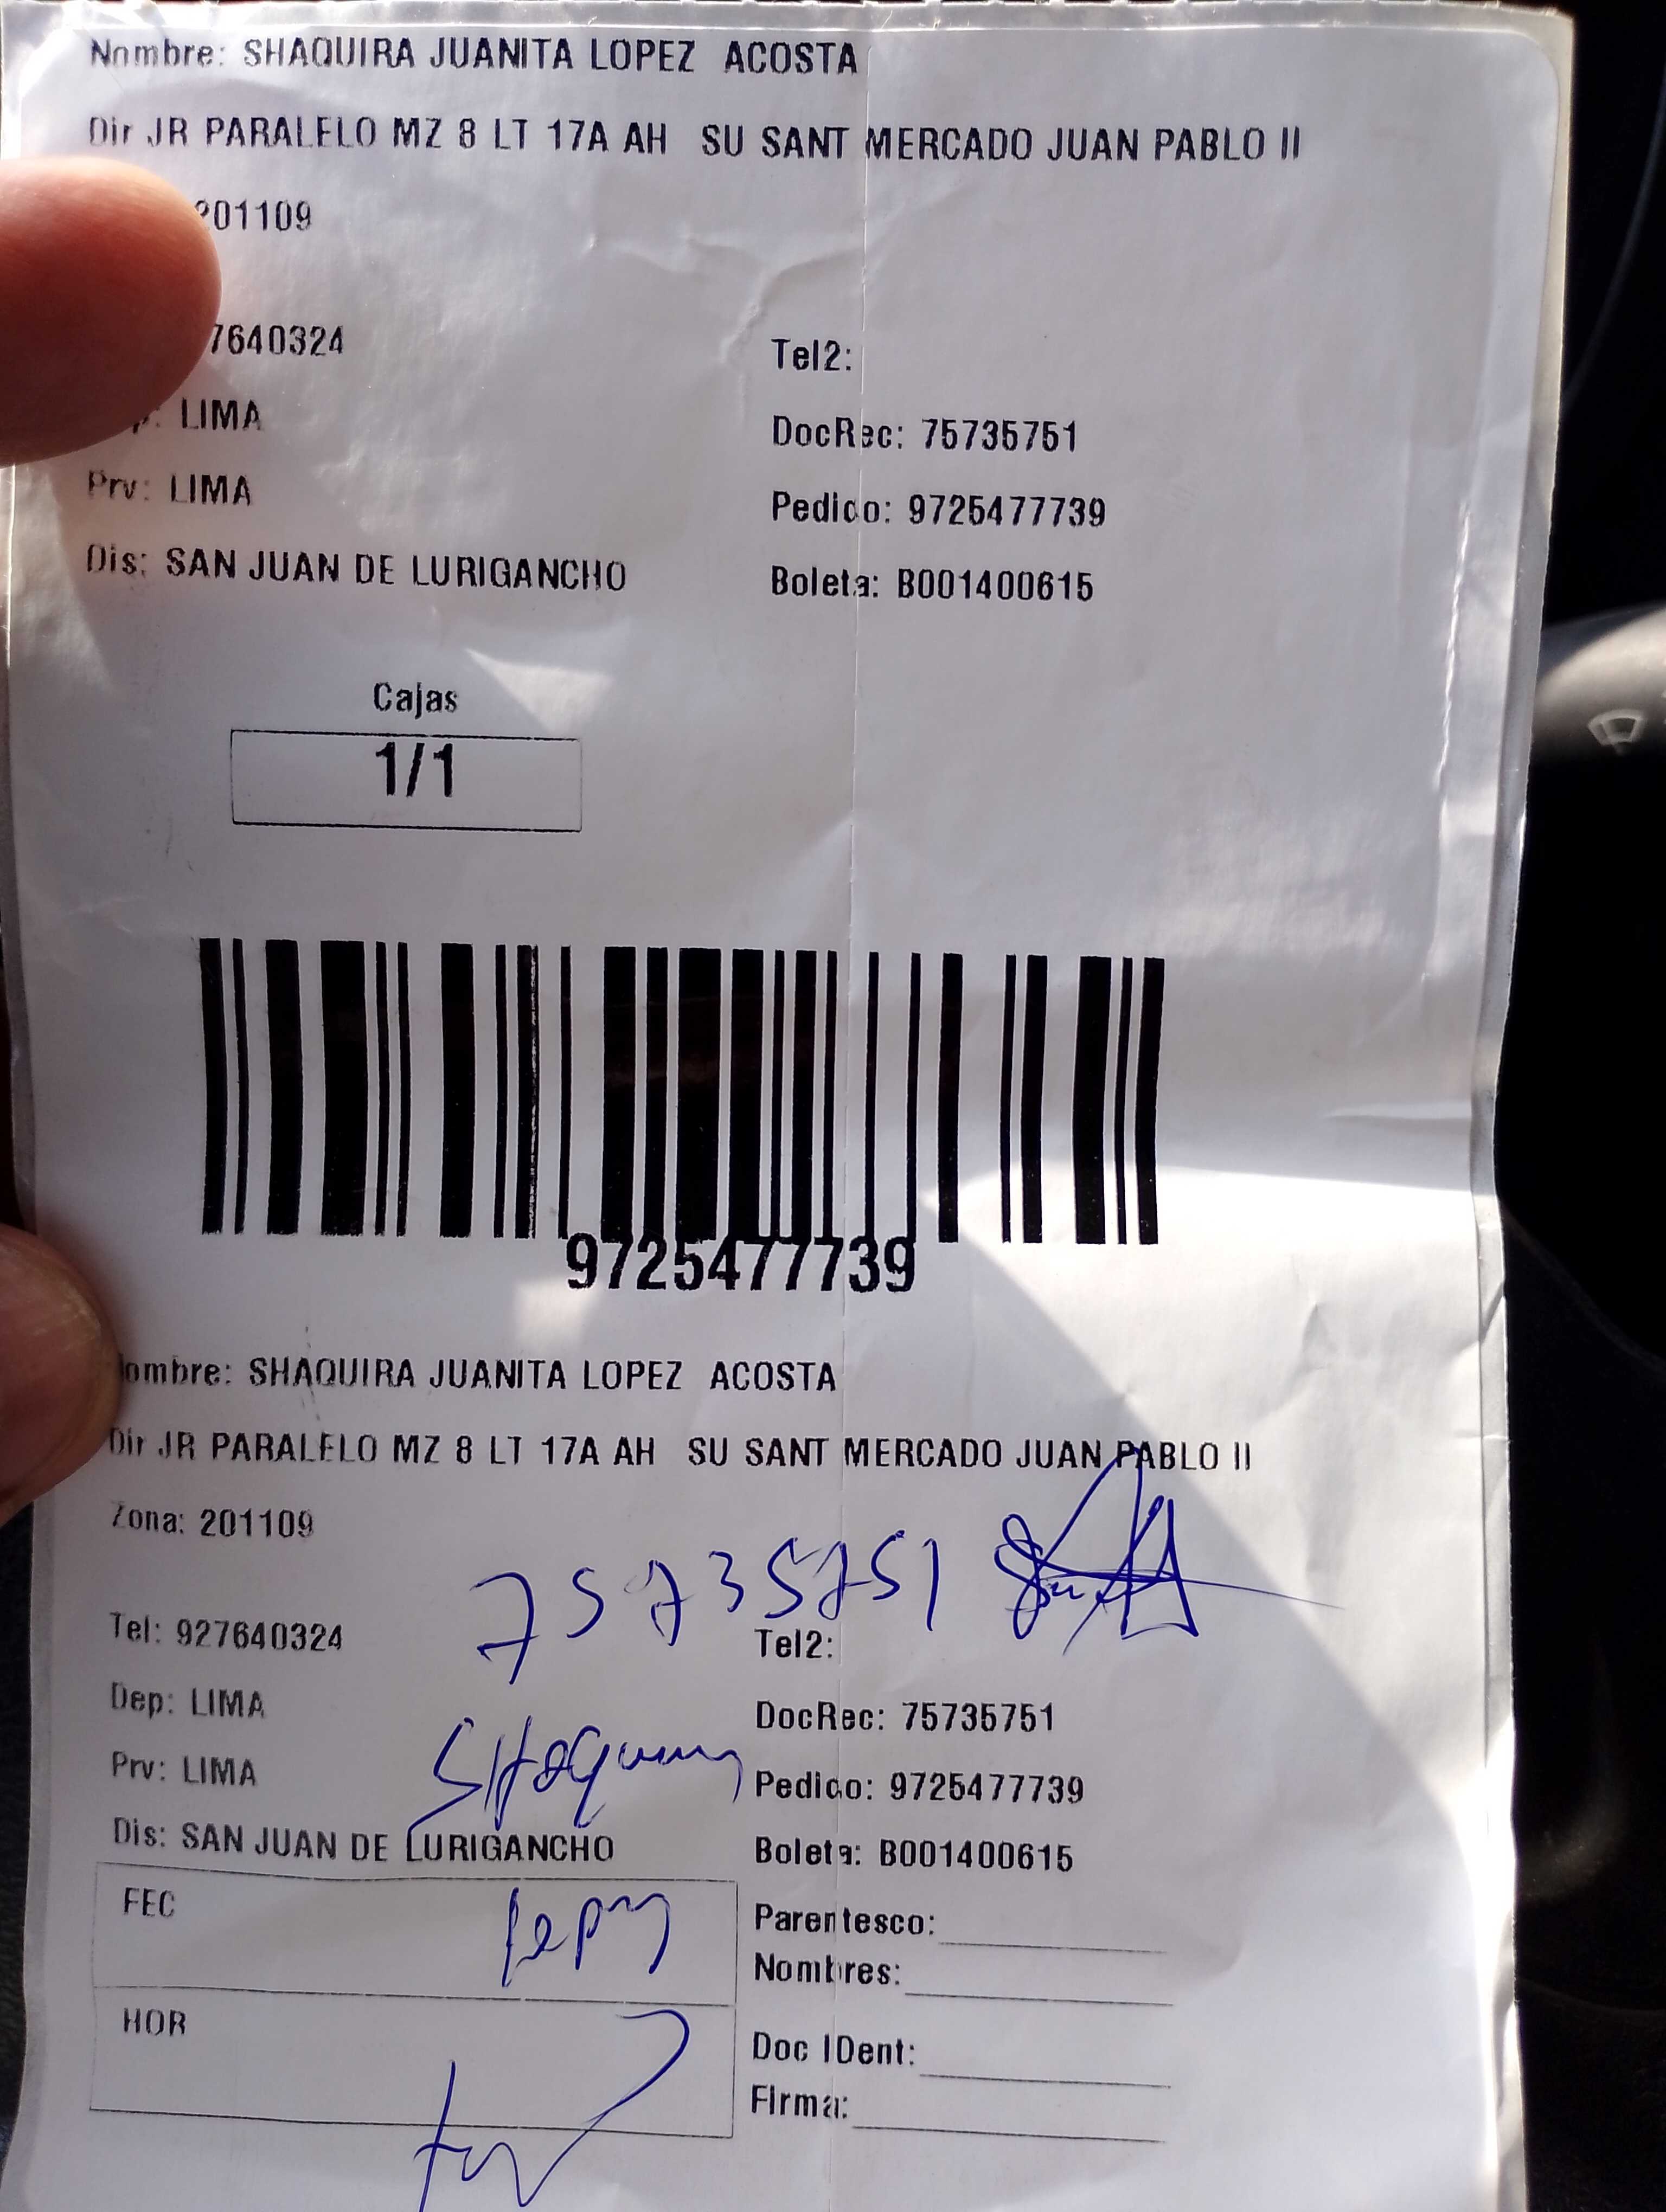 Nombre: SHAQUIRA JUANITA LOPEZ ACOSTA
Dir JR PARALELO MZ 8 LT 17A AH SU SANT MERCADO JUAN PABLO II
201109
7640324
Tel2:
LIMA
DocRec: 75735751
Prv: LIMA
Pedido: 9725477739
Dis: SAN JUAN DE LURIGANCHO
Boleta: B001400615
Cajas
1/1
9725477739
ombre: SHAQUIRA JUANITA LOPEZ ACOSTA
Dir JR PARALELO MZ 8 LT 17A AH SU SANT MERCADO JUAN PABLO II
Zona: 201109
75735751
Tel: 927640324
Tel2:
Dep: LIMA
DocRec: 75735751
Prv: LIMA
Pedido: 9725477739
Dis: SAN JUAN DE LURIGANCHO
Boleta: B001400615
FEC
Parentesco:
Nombres:
HOR
Doc IDent:
FIrma: